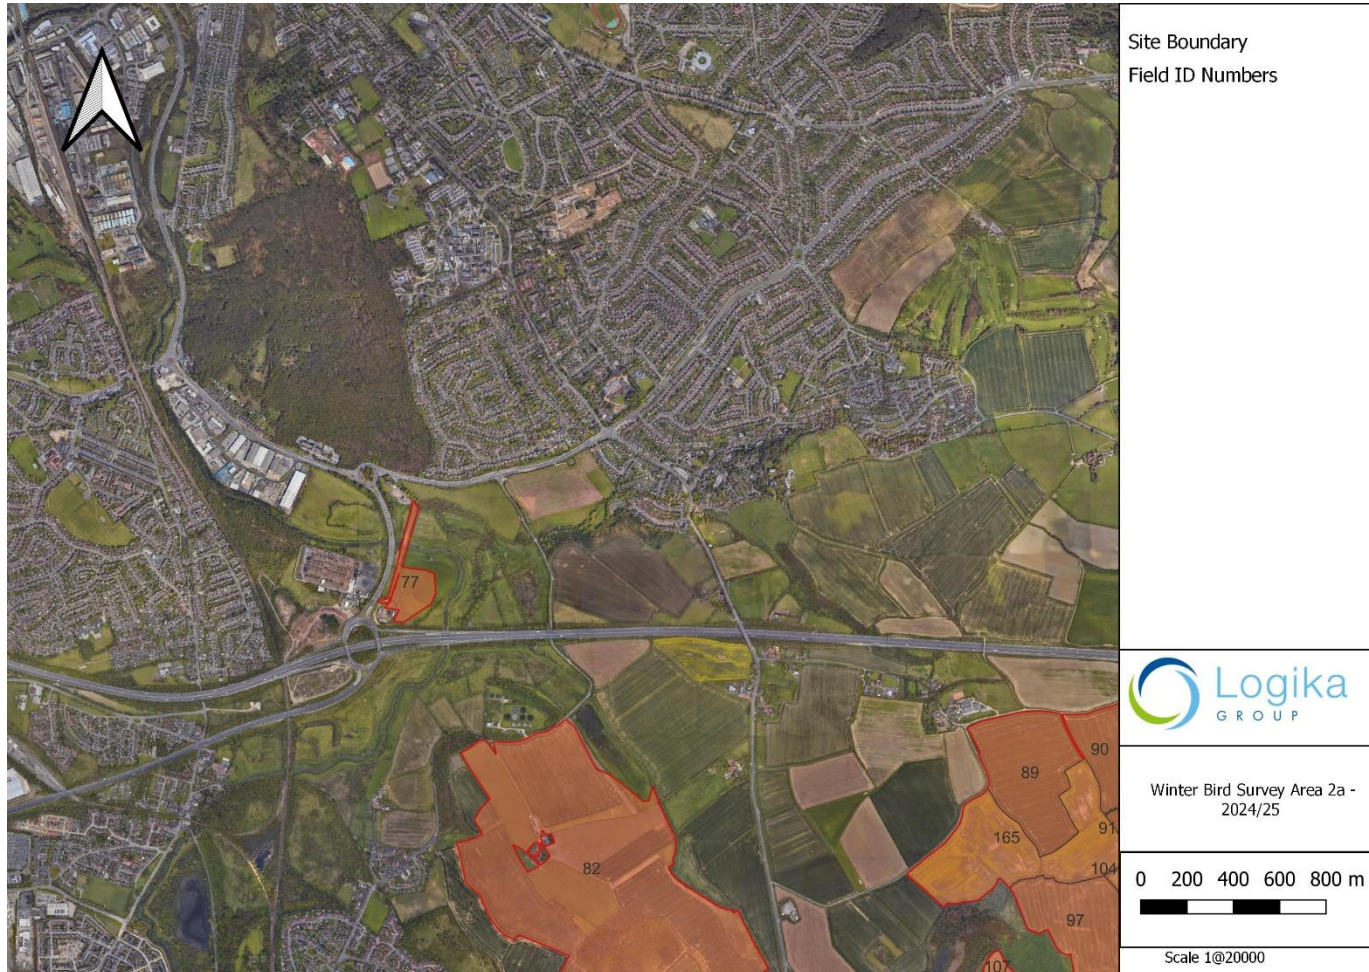 Site Boundary
Field ID Numbers
77
82
89
90
165
91
104
97
107
Logika
GROUP
Winter Bird Survey Area 2a -
2024/25
0 200 400 600 800 m
Scale 1@20000